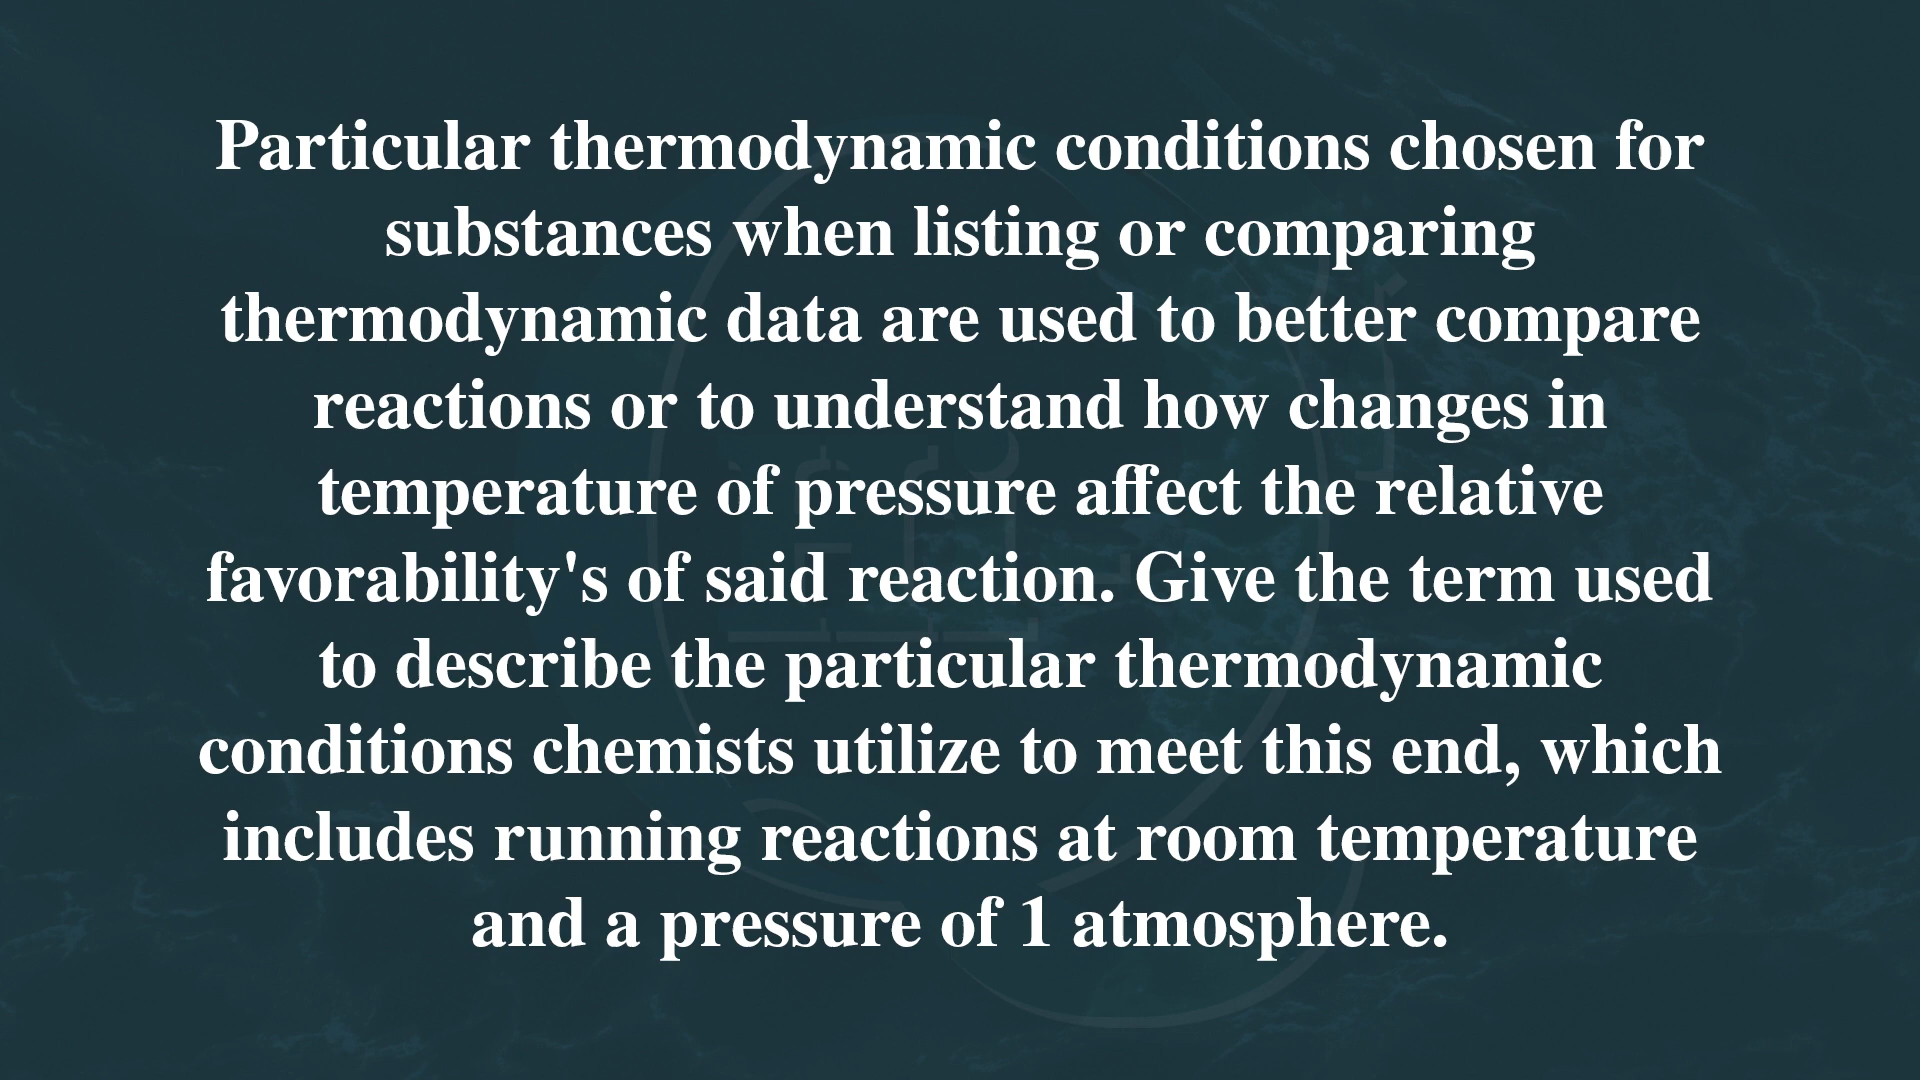 Particular thermodynamic conditions chosen for
substances when listing or comparing
thermodynamic data are used to better compare
reactions or to understand how changes in
temperature of pressure affect the relative
favorability's of said reaction. Give the term used
to describe the particular thermodynamic
conditions chemists utilize to meet this end, which
includes running reactions at room temperature
and a pressure of 1 atmosphere.